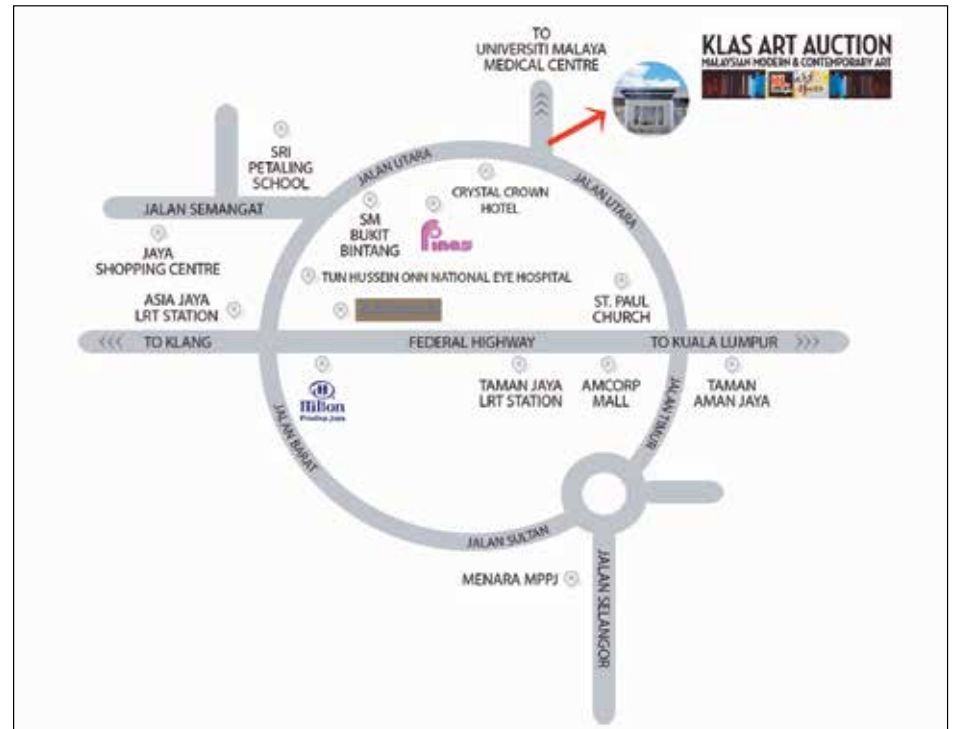 TO
UNIVERSITI MALAYA
MEDICAL CENTRE
KLAS ART AUCTION
MALAYSIAN MODERN & CONTEMPORARY ART
SRI
PETALING
SCHOOL
JALAN UTARA
CRYSTAL CROWN
HOTEL
JALAN UTARA
JALAN SEMANGAT
SM
BUKIT
BINTANG
Pines
JAYA
SHOPPING CENTRE
TUN HUSSEIN ONN NATIONAL EYE HOSPITAL
ASIA JAYA
LRT STATION
ST. PAUL
CHURCH
<<< TO KLANG
FEDERAL HIGHWAY
TO KUALA LUMPUR >>>
Hilton
Petaling Jaya
TAMAN JAYA
LRT STATION
AMCORP
MALL
TAMAN
AMAN JAYA
JALAN TIMUR
JALAN BARAT
JALAN SULTAN
MENARA MPPJ
JALAN SELANGOR